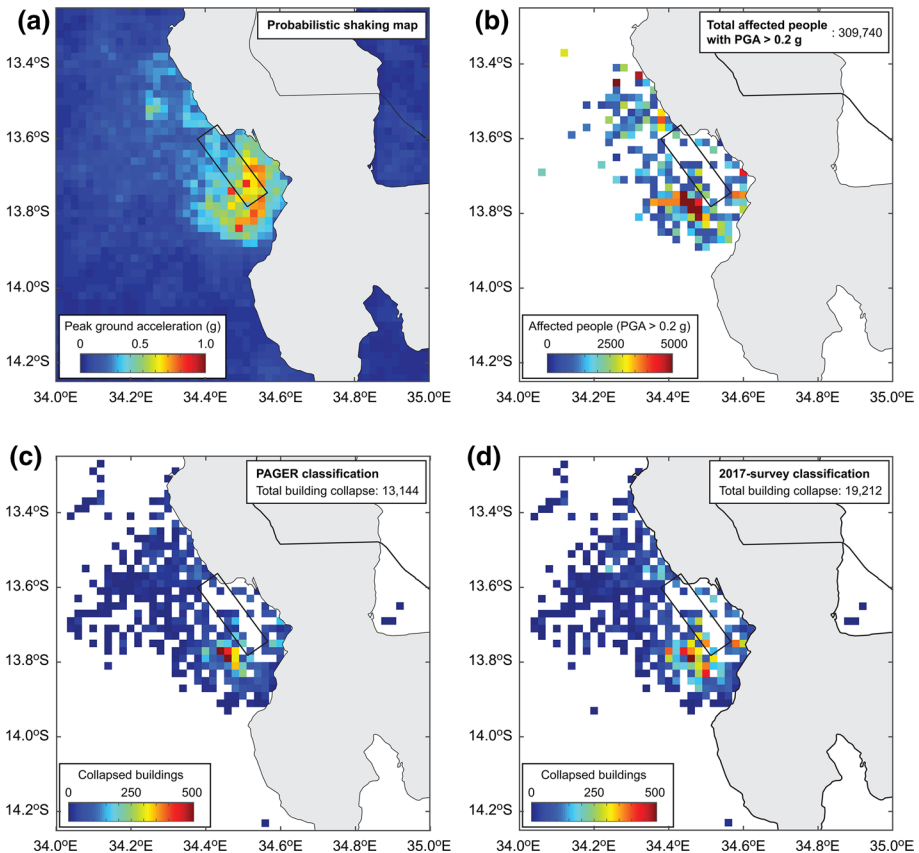 (a)
Probabilistic shaking map
13.4ºS
13.6ºS
13.8ºS
14.0ºS
14.2ºS
Peak ground acceleration (g)
0 0.5 1.0
34.0ºE 34.2ºE 34.4ºE 34.6ºE 34.8ºE 35.0ºE
(b)
Total affected people
with PGA > 0.2 g : 309,740
13.4ºS
13.6ºS
13.8ºS
14.0ºS
14.2ºS
Affected people (PGA > 0.2 g)
0 2500 5000
34.0ºE 34.2ºE 34.4ºE 34.6ºE 34.8ºE 35.0ºE
(c)
PAGER classification
Total building collapse: 13,144
13.4ºS
13.6ºS
13.8ºS
14.0ºS
14.2ºS
Collapsed buildings
0 250 500
34.0ºE 34.2ºE 34.4ºE 34.6ºE 34.8ºE 35.0ºE
(d)
2017-survey classification
Total building collapse: 19,212
13.4ºS
13.6ºS
13.8ºS
14.0ºS
14.2ºS
Collapsed buildings
0 250 500
34.0ºE 34.2ºE 34.4ºE 34.6ºE 34.8ºE 35.0ºE